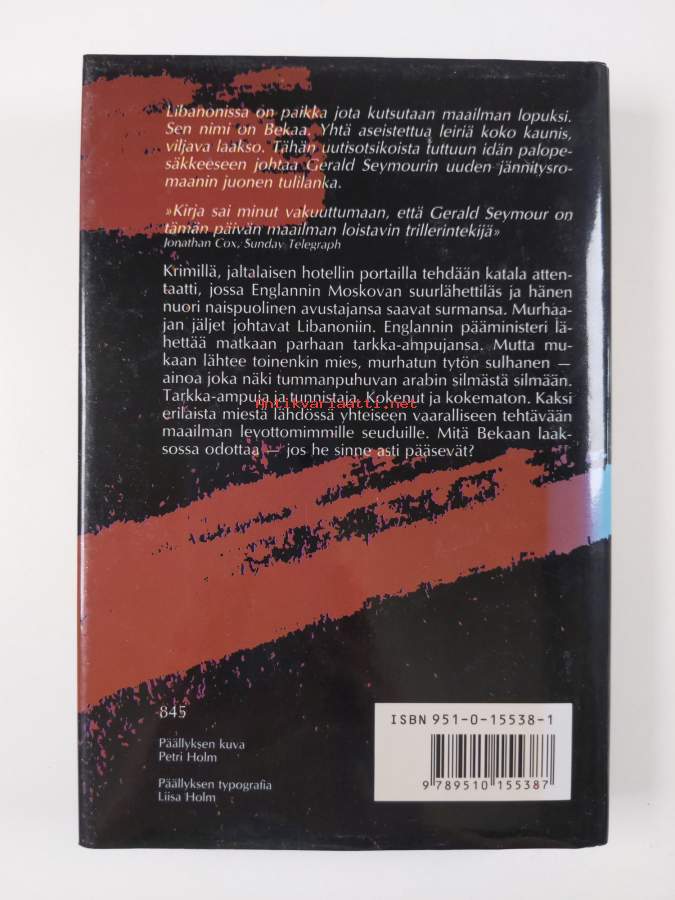 Libanonissa on paikka jota kutsutaan maailman lopuksi.
Sen nimi on Bekaa. Yhtä aseistettua leiriä koko kaunis,
viljava laakso. Tähän uutisotsikoista tuttuun idän palope-
säkkeeseen johtaa Gerald Seymourin uuden jännitysro-
maanin juonen tulilanka.
»Kirja sai minut vakuuttumaan, että Gerald Seymour on
tämän päivän maailman loistavin trillerintekijä»
Jonathan Cox, Sunday Telegraph
Krimillä, jaltalaisen hotellin portailla tehdään katala atten-
taatti, jossa Englannin Moskovan suurlähettiläs ja hänen
nuori naispuolinen avustajansa saavat surmansa. Murhaa-
jan jäljet johtavat Libanoniin. Englannin pääministeri lä-
hettää matkaan parhaan tarkka-ampujansa. Mutta mu-
kaan lähtee toinenkin mies, murhatun tytön sulhanen —
ainoa joka näki tummanpuhuvan arabin silmästä silmään.
Tarkka-ampuja ja tunnistaja. Kokenut ja kokematon. Kaksi
antikvariaatti.net
erilaista miestä lähdössä yhteiseen vaaralliseen tehtävään
maailman levottomimmille seuduille. Mitä Bekaan laak-
sossa odottaa — jos he sinne asti pääsevät?
845
Päällyksen kuva
Petri Holm
Päällyksen typografia
Liisa Holm
ISBN 951-0-15538-1
9 789510 155387